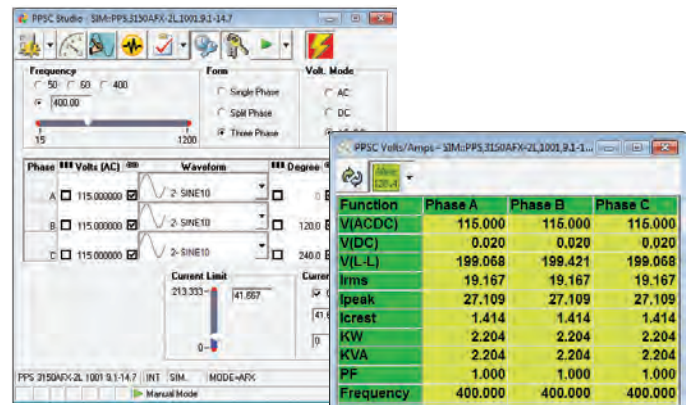 PPSC Studio - SIM::PPS,3150AFX-2L,1001,9.1-14.7
Frequency
50 60 400
400.00
15 1200
Form
Single Phase
Split Phase
Three Phase
Volt. Mode
AC
DC
Phase Volts (AC) Waveform Degree
A 115.000000 2- SINE10 0
B 115.000000 2- SINE10 120.0
C 115.000000 2- SINE10 240.0
Current Limit
213.333 41.667
0
PPS 3150AFX-2L 1001 9.1-14.7 INT SIM. MODE=AFX
Manual Mode
PPSC Volts/Amps - SIM::PPS,3150AFX-2L,1001,9.1-1...
Function Phase A Phase B Phase C
V(ACDC) 115.000 115.000 115.000
V(DC) 0.020 0.020 0.020
V(L-L) 199.068 199.421 199.068
Irms 19.167 19.167 19.167
Ipeak 27.109 27.109 27.109
Icrest 1.414 1.414 1.414
KW 2.204 2.204 2.204
KVA 2.204 2.204 2.204
PF 1.000 1.000 1.000
Frequency 400.000 400.000 400.000